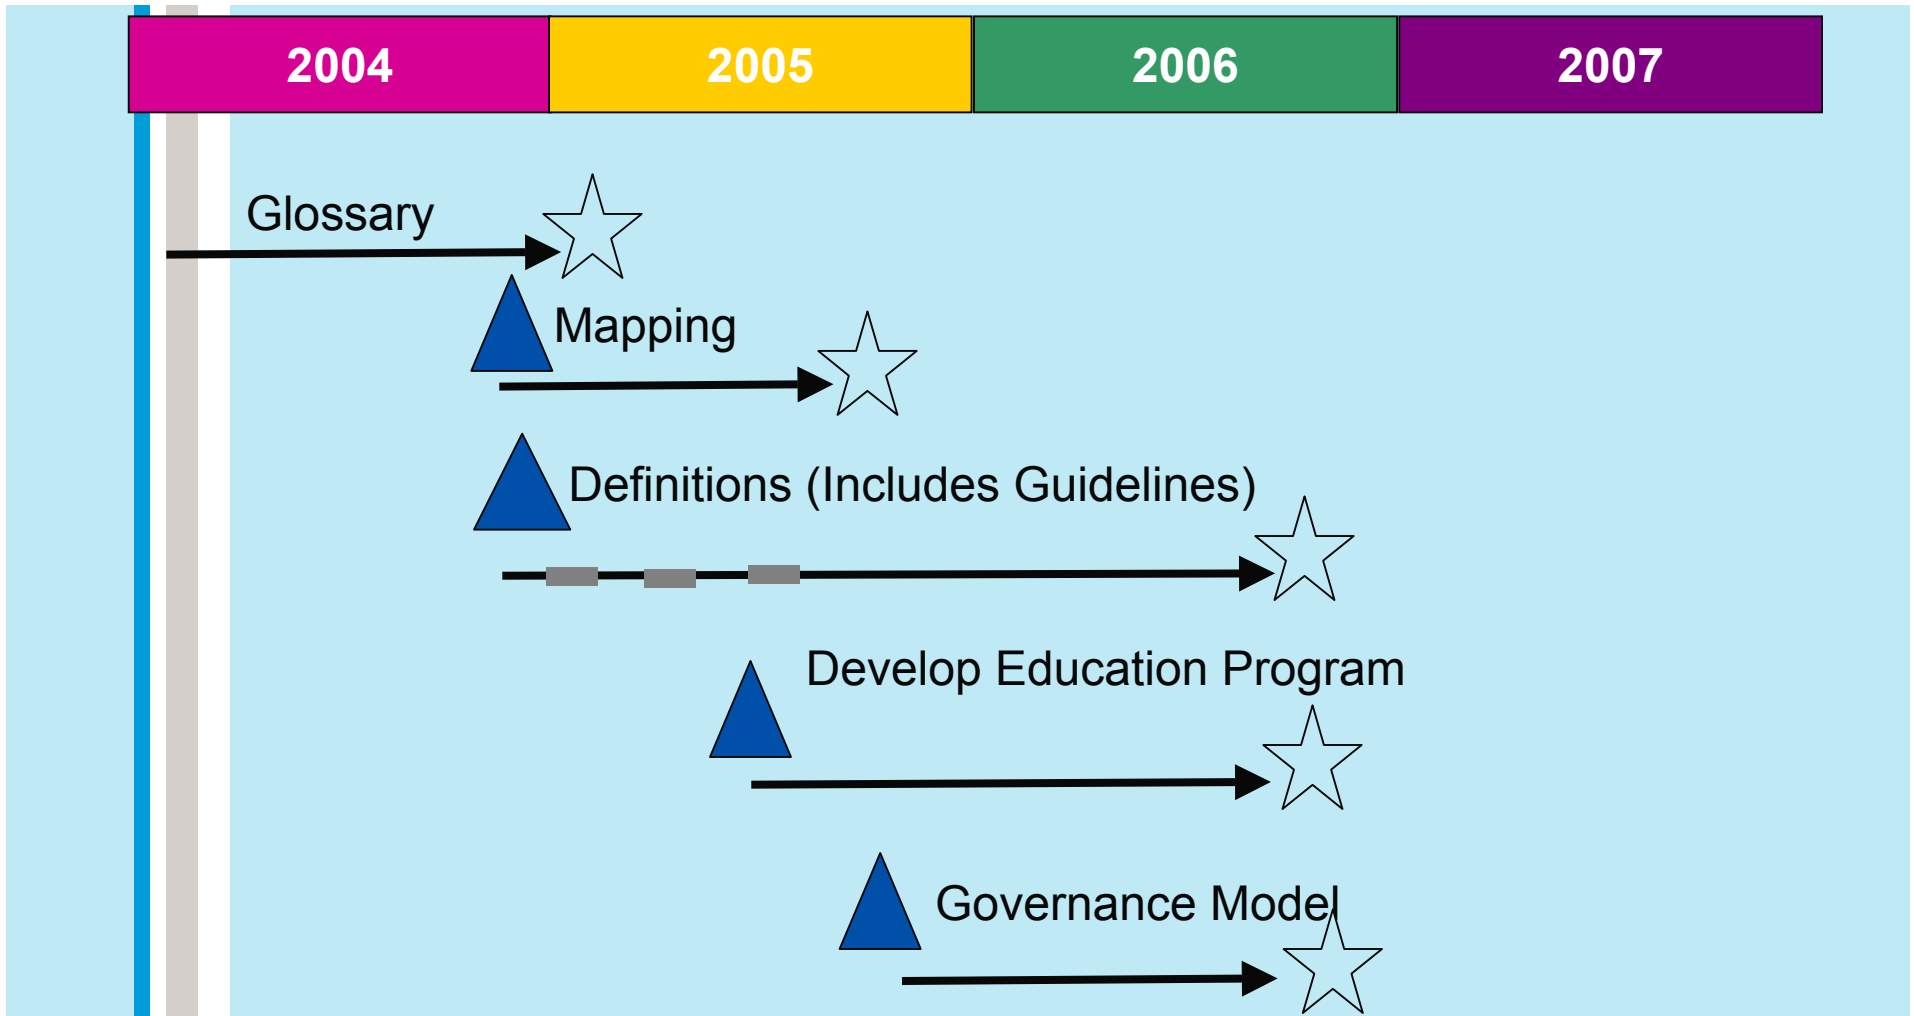 2004 2005 2006 2007
Glossary
Mapping
Definitions (Includes Guidelines)
Develop Education Program
Governance Model